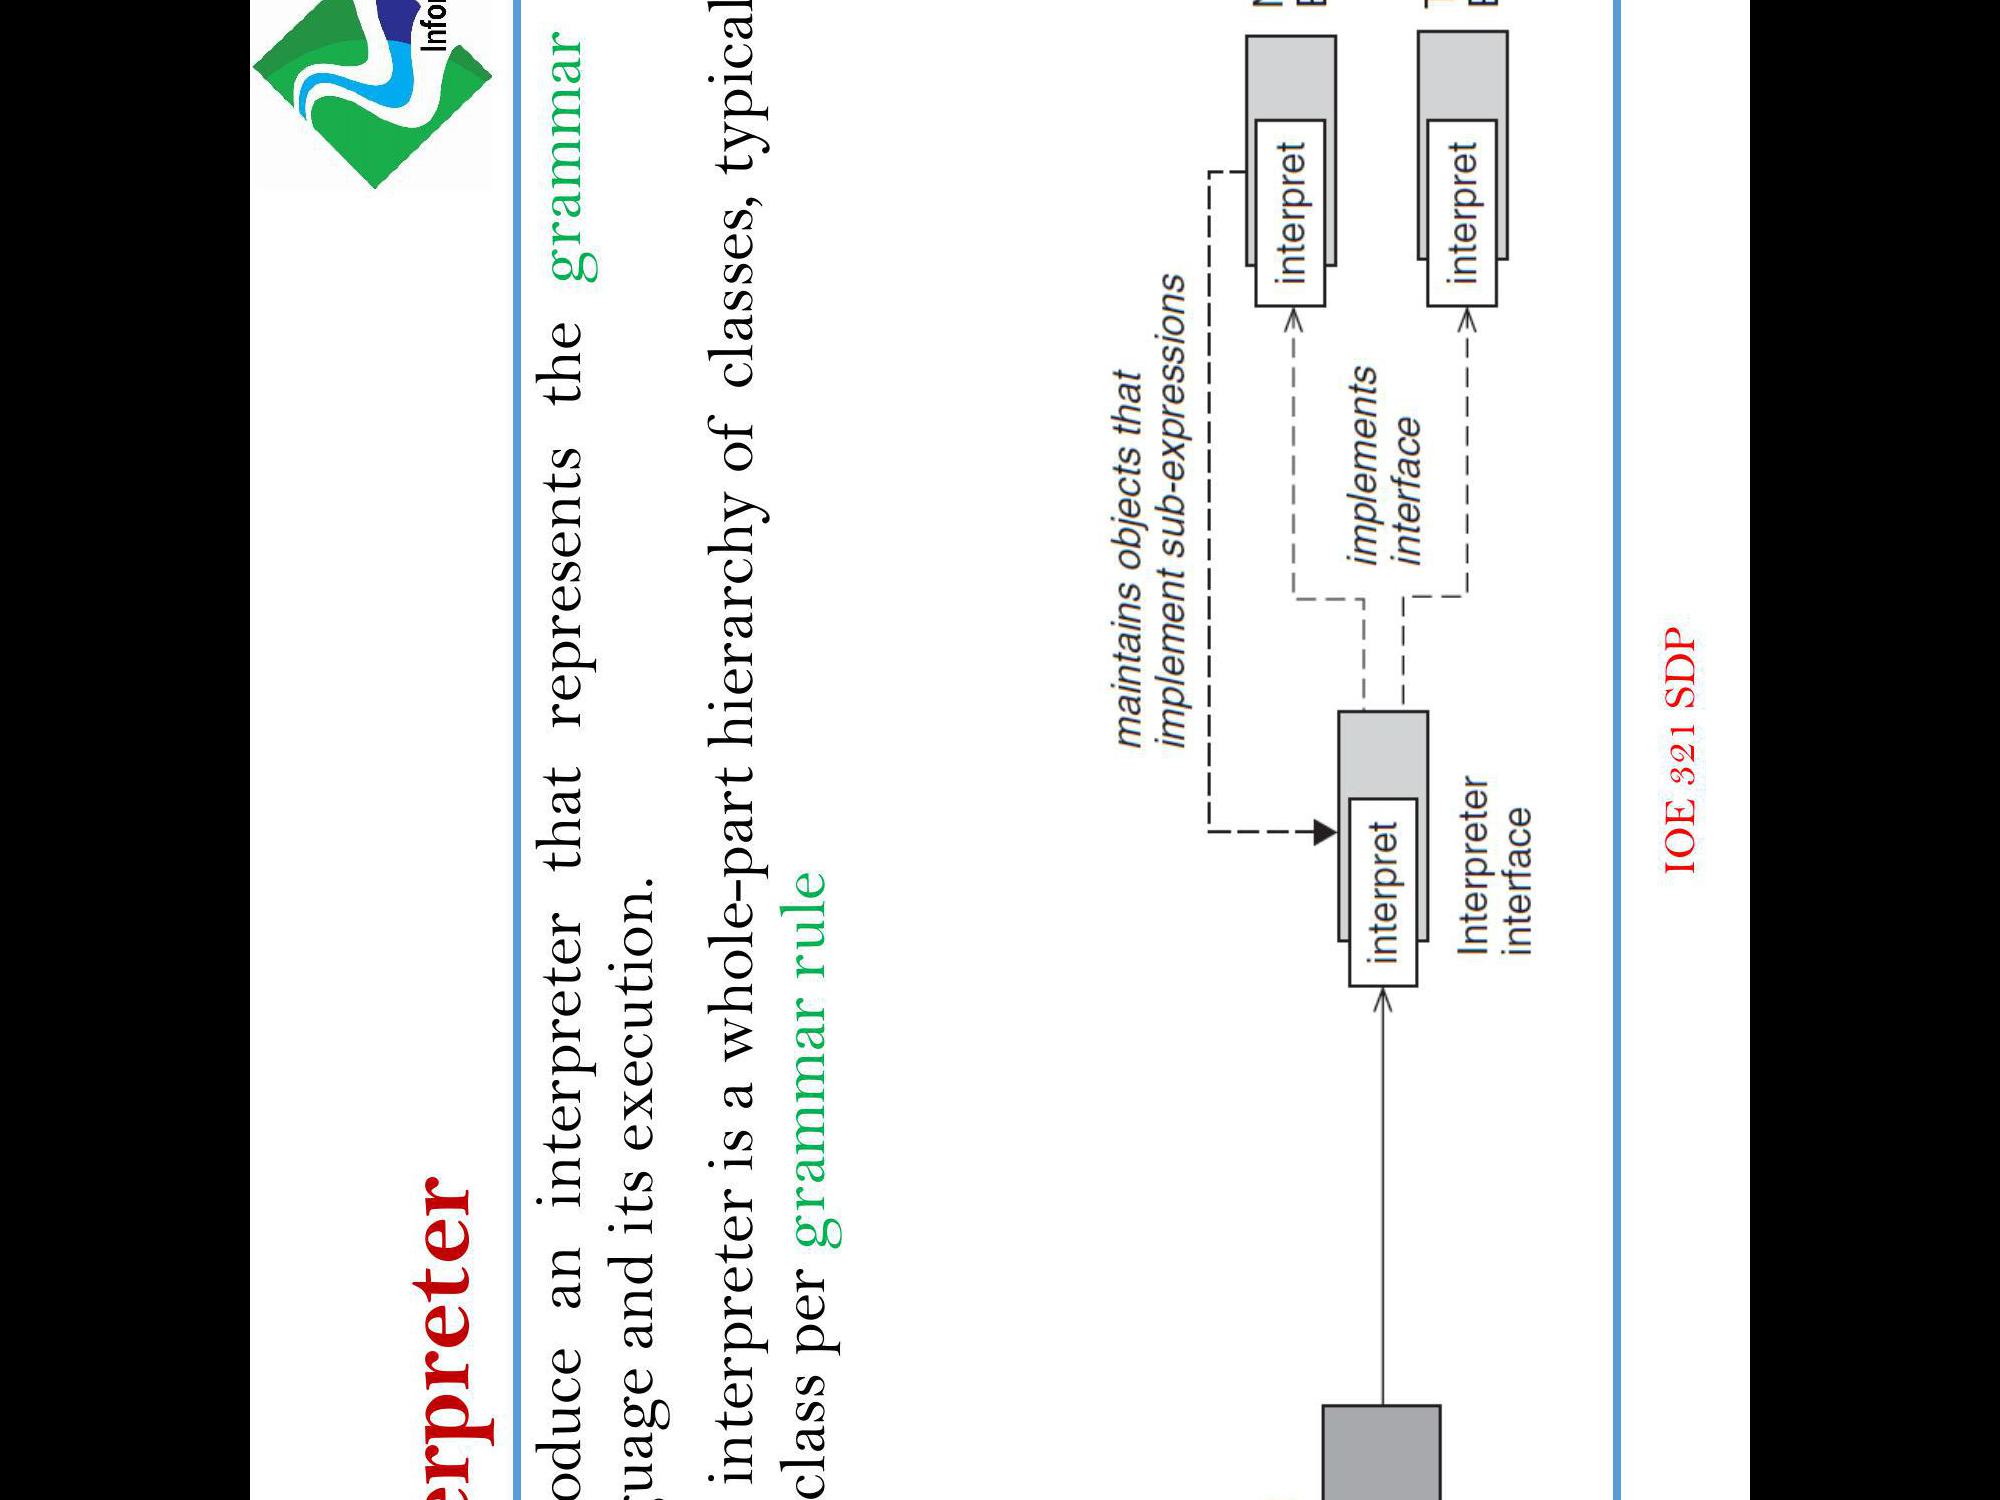 erpreter
Infor
oduce an interpreter that represents the grammar
uage and its execution.
interpreter is a whole-part hierarchy of classes, typical
class per grammar rule
maintains objects that
implement sub-expressions
interpret
implements
interface
interpret
interpret
Interpreter
interface
IOE 321 SDP